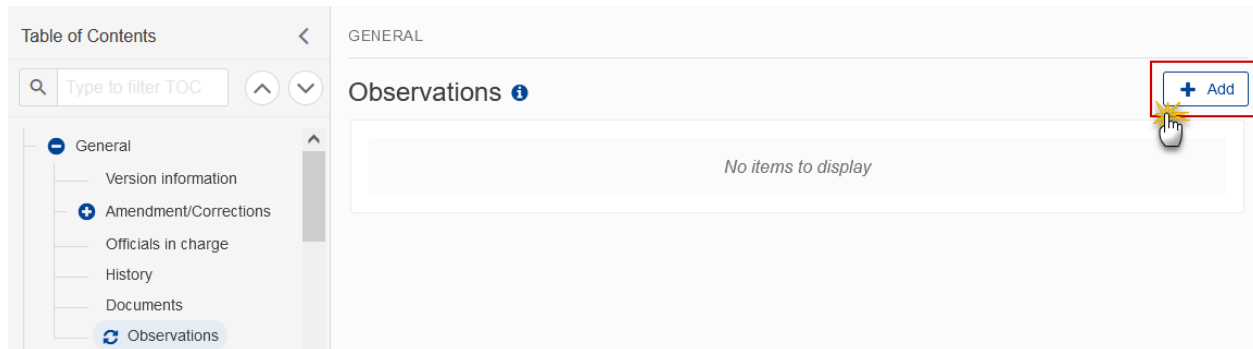 Table of Contents
Type to filter TOC
General
Version information
Amendment/Corrections
Officials in charge
History
Documents
Observations
GENERAL
Observations
+ Add
No items to display